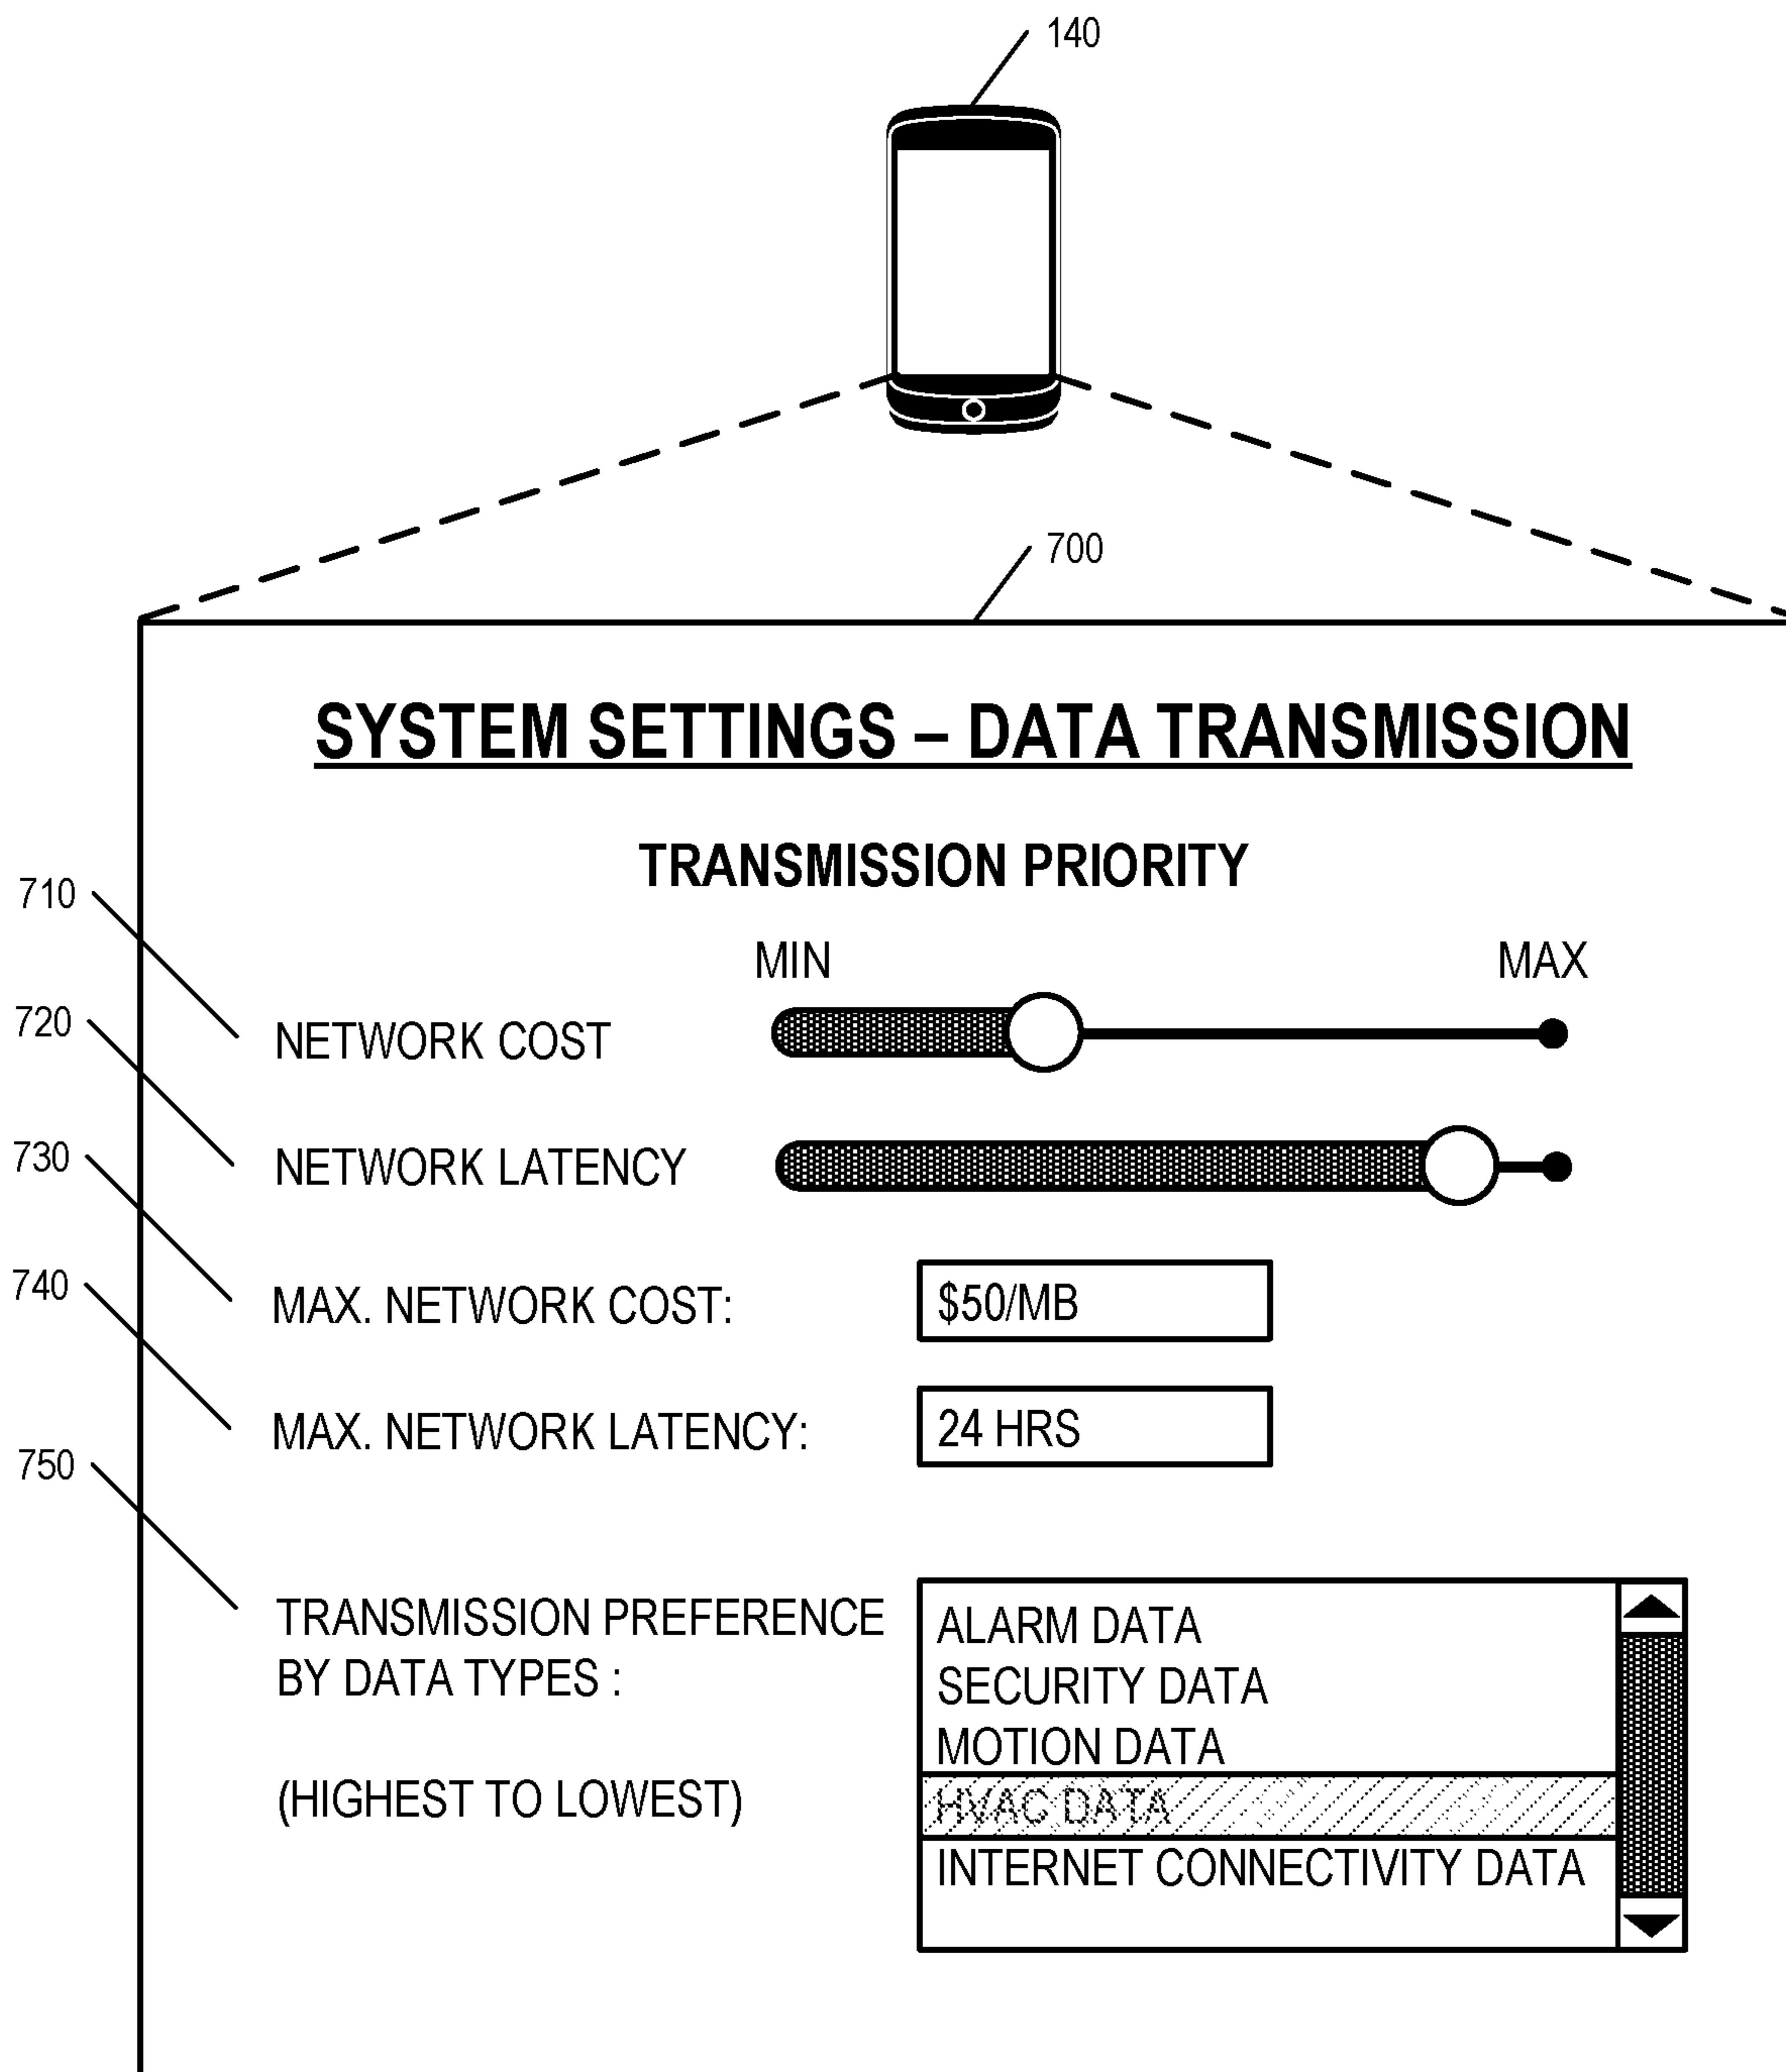 140
700
SYSTEM SETTINGS – DATA TRANSMISSION
TRANSMISSION PRIORITY
710
MIN MAX
720
NETWORK COST
730
NETWORK LATENCY
740
MAX. NETWORK COST: $50/MB
MAX. NETWORK LATENCY: 24 HRS
750
TRANSMISSION PREFERENCE
BY DATA TYPES :
(HIGHEST TO LOWEST)
ALARM DATA
SECURITY DATA
MOTION DATA
HVAC DATA
INTERNET CONNECTIVITY DATA